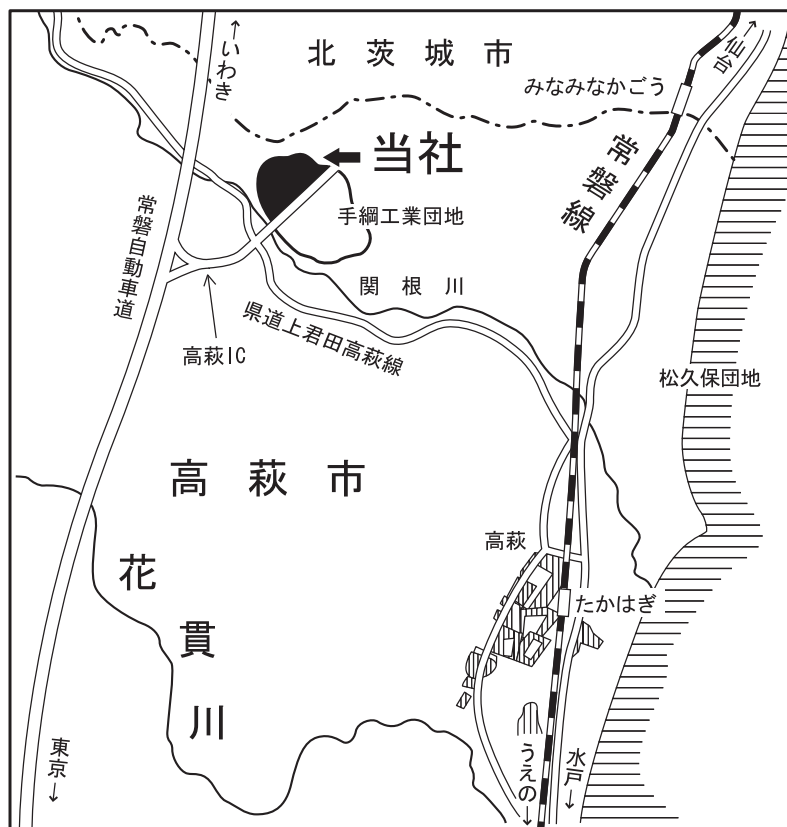 ←いわき
北茨城市
仙台→
みなみなかごう
当社
常磐線
手綱工業団地
常磐自動車道
関根川
県道上君田高萩線
高萩IC
松久保団地
高萩市
高萩
花貫川
たかはぎ
東京→
うえの→
水戸→